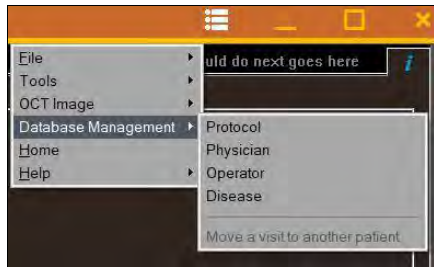 File
uld do next goes here
i
Tools
OCT Image
Database Management
Protocol
Home
Physician
Help
Operator
Disease
Move a visit to another patient